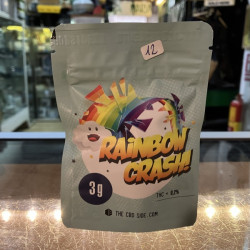 12
RAINBOW
CRASH!
3g
THC < 0.2%
THE CBD SIDE.COM